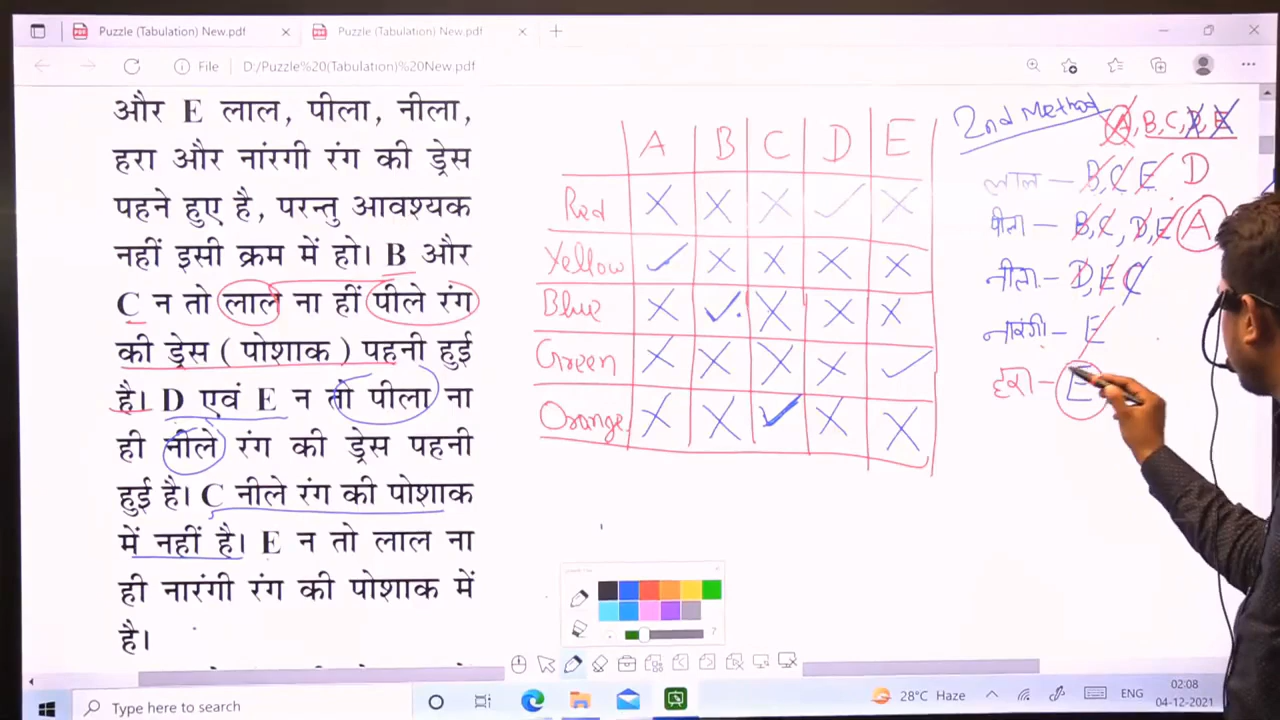 Puzzle (Tabulation) New.pdf
Puzzle (Tabulation) New.pdf
File
D:/Puzzle%20(Tabulation)%20New.pdf
और E लाल, पीला, नीला,
हरा और नांरगी रंग की ड्रेस
पहने हुए है, परन्तु आवश्यक
नहीं इसी क्रम में हो। B और
C न तो लाल ना हीं पीले रंग
की ड्रेस ( पोशाक ) पहनी हुई
है। D एवं E न तो पीला ना
ही नीले रंग की ड्रेस पहनी
हुई है। C नीले रंग की पोशाक
में नहीं है। E न तो लाल ना
ही नारंगी रंग की पोशाक में
है।
A B C D E
Red
Yellow
Blue
Green
Orange
2nd Method
A, B, C, D, E
लाल - B, C E D
पीला - B, C, D, E A
नीला - D, E C
नारंगी - E
हरा - E
7
Type here to search
28°C Haze
ENG
02:08
04-12-2021